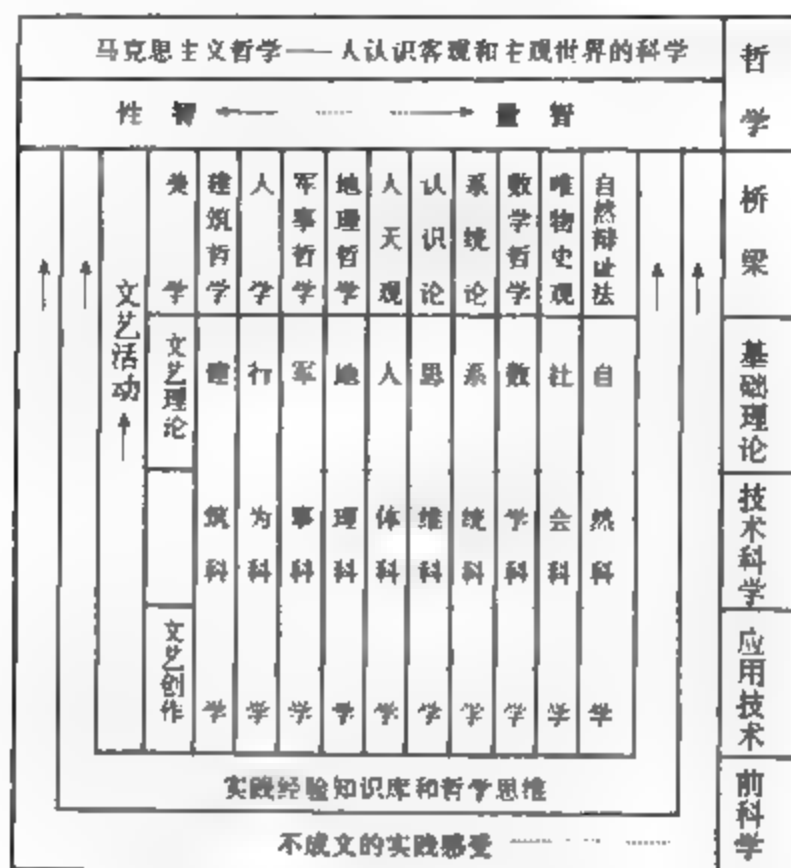 马克思主义哲学——人认识客观和主观世界的科学
哲学
性智 ←—— …… ——→ 量智
桥梁
美学
建筑哲学
人学
军事哲学
地理哲学
人天观
认识论
系统论
数学哲学
唯物史观
自然辩证法
文艺活动
基础理论
技术科学
应用技术
文艺理论
文艺创作
建筑科学
行为科学
军事科学
地理科学
人体科学
思维科学
系统科学
数学科学
社会科学
自然科学
实践经验知识库和哲学思维
前科学
不成文的实践感受